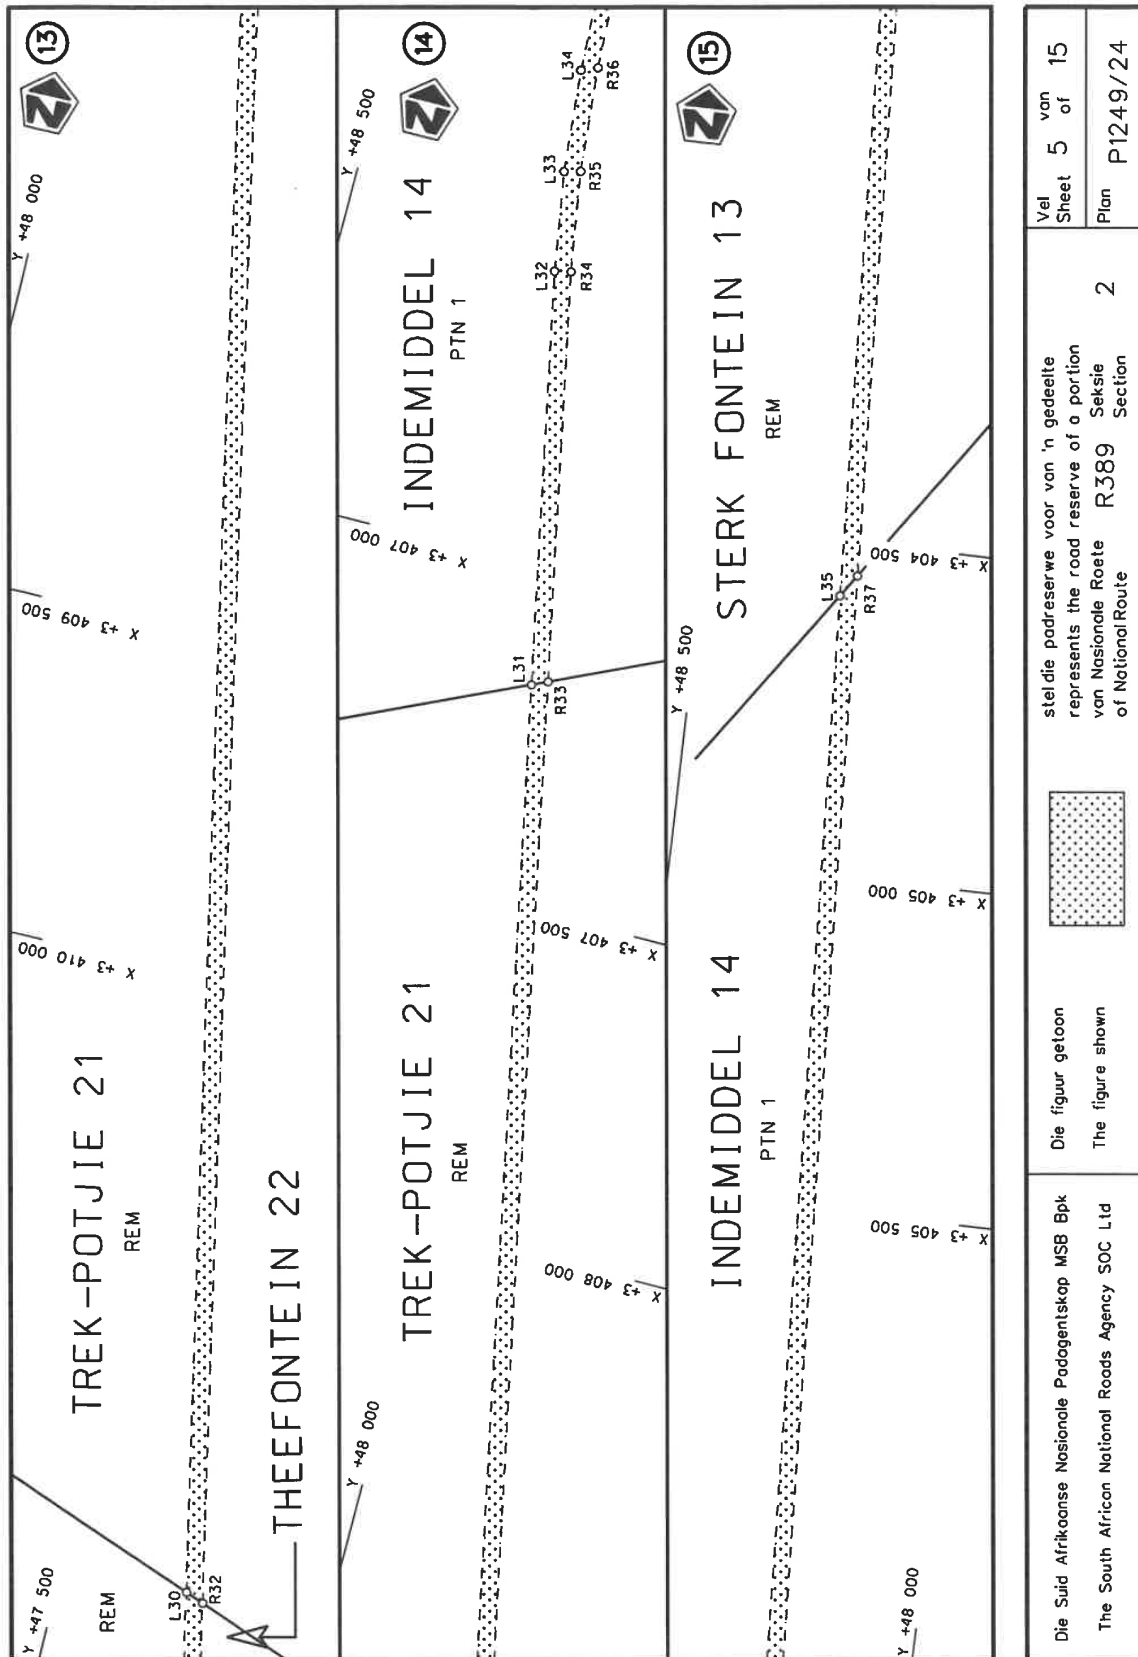 13
N
Y +48 000
X +3 409 500
X +3 410 000
TREK-POTJIE 21
REM
THEEFONTEIN 22
L30
R32
REM
Y +47 500
14
N
Y +48 500
INDEMIDDEL 14
PTN 1
L34
R36
L33
R35
L32
R34
X +3 407 000
L31
R33
X +3 407 500
TREK-POTJIE 21
REM
X +3 408 000
Y +48 000
15
N
STERK FONTEIN 13
REM
X +3 404 500
L35
R37
Y +48 500
X +3 405 000
INDEMIDDEL 14
PTN 1
X +3 405 500
Y +48 000
Die Suid Afrikaanse Nasionale Padagentskap MSB Bpk
The South African National Roads Agency SOC Ltd
Die figuur getoon
The figure shown
stel die padreserwe voor van 'n gedeelte
represents the road reserve of a portion
van Nasionale Roete R389 Seksie 2
of National Route Section
Vel 5 van 15
Sheet of
Plan P1249/24